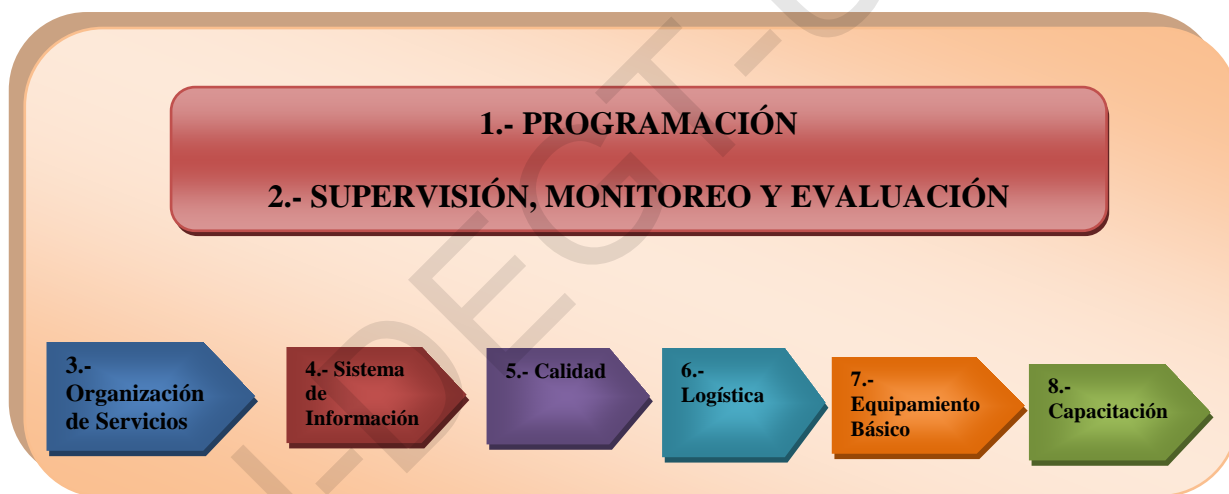 1.- PROGRAMACIÓN
2.- SUPERVISIÓN, MONITOREO Y EVALUACIÓN
3.-
Organización
de Servicios
4.- Sistema
de
Información
5.- Calidad
6.-
Logística
7.-
Equipamiento
Básico
8.-
Capacitación